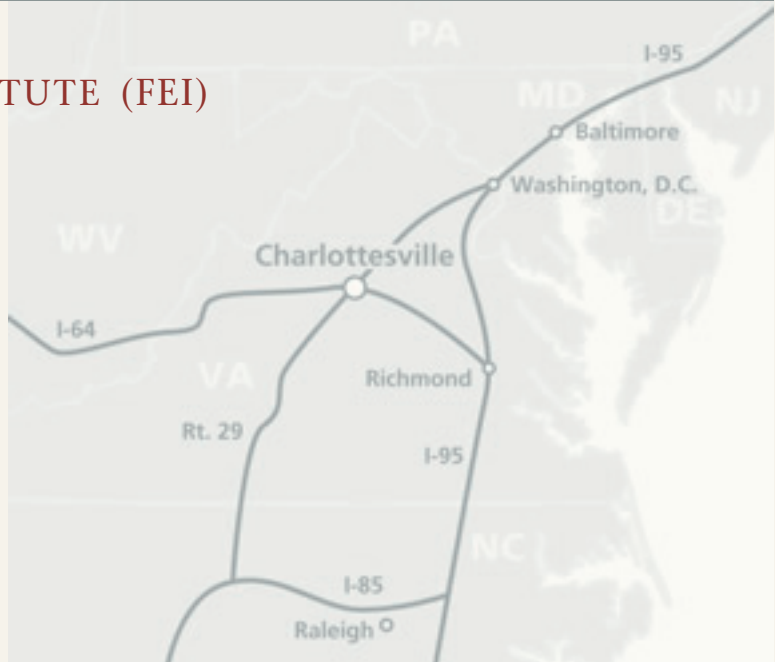 PA
I-95
TUTE (FEI)
MD
NJ
Baltimore
Washington, D.C.
DE
WV
Charlottesville
I-64
VA
Richmond
Rt. 29
I-95
NC
I-85
Raleigh